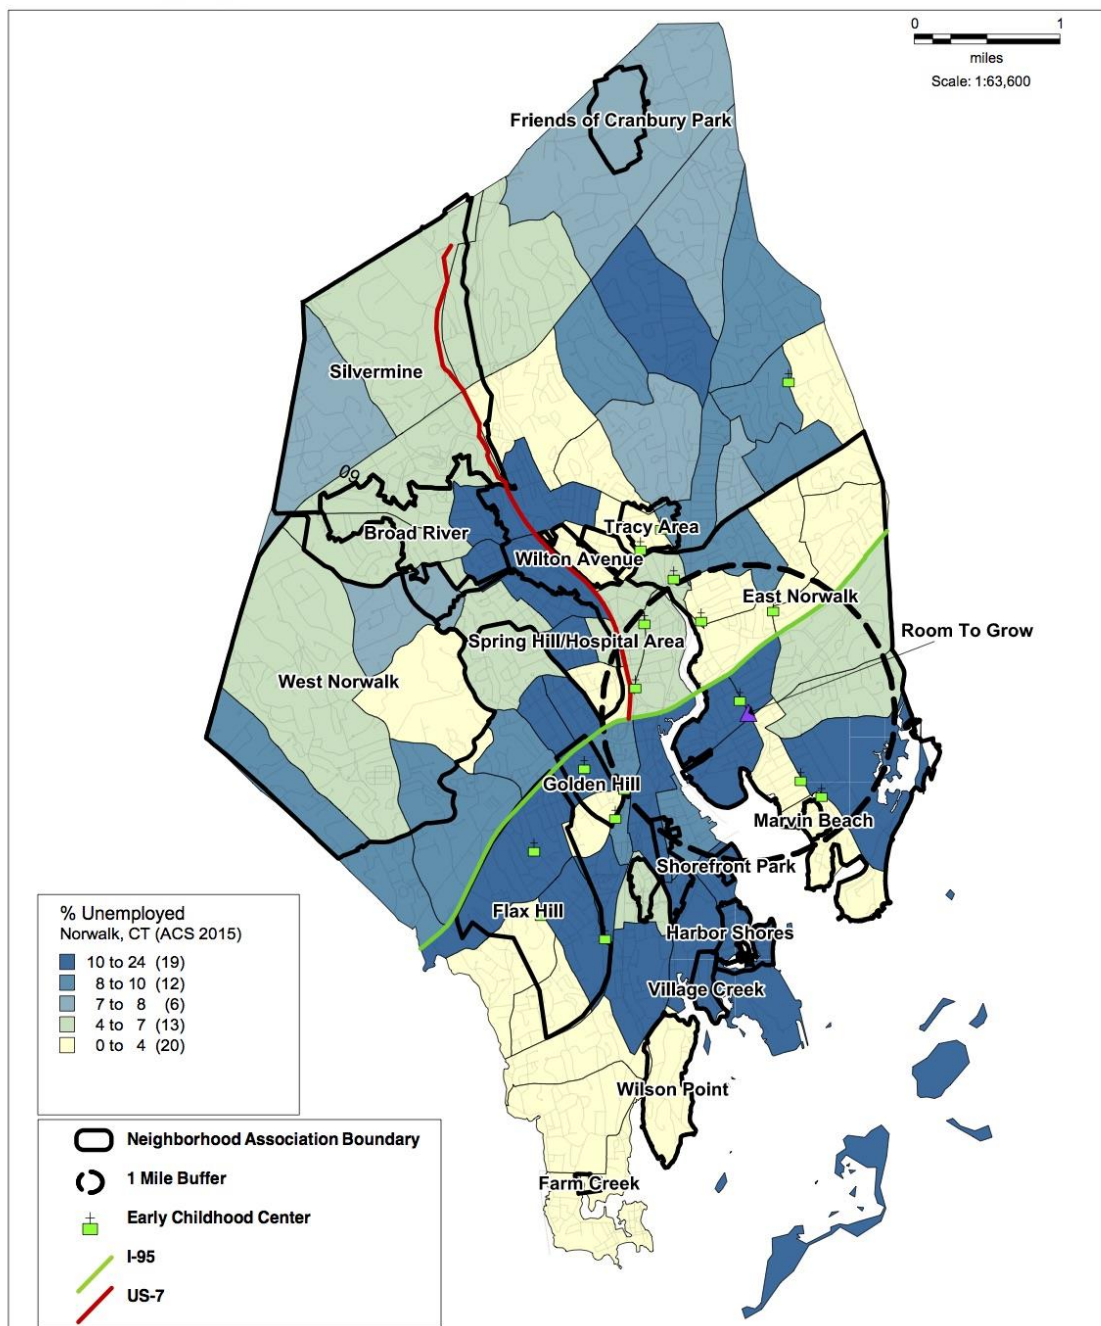 0 1
miles
Scale: 1:63,600
Friends of Cranbury Park
Silvermine
09
Broad River
Tracy Area
Wilton Avenue
East Norwalk
Room To Grow
Spring Hill/Hospital Area
West Norwalk
Golden Hill
Marvin Beach
Shorefront Park
Flax Hill
Harbor Shores
Village Creek
Wilson Point
Farm Creek
% Unemployed
Norwalk, CT (ACS 2015)
10 to 24 (19)
8 to 10 (12)
7 to 8 (6)
4 to 7 (13)
0 to 4 (20)
Neighborhood Association Boundary
1 Mile Buffer
Early Childhood Center
I-95
US-7